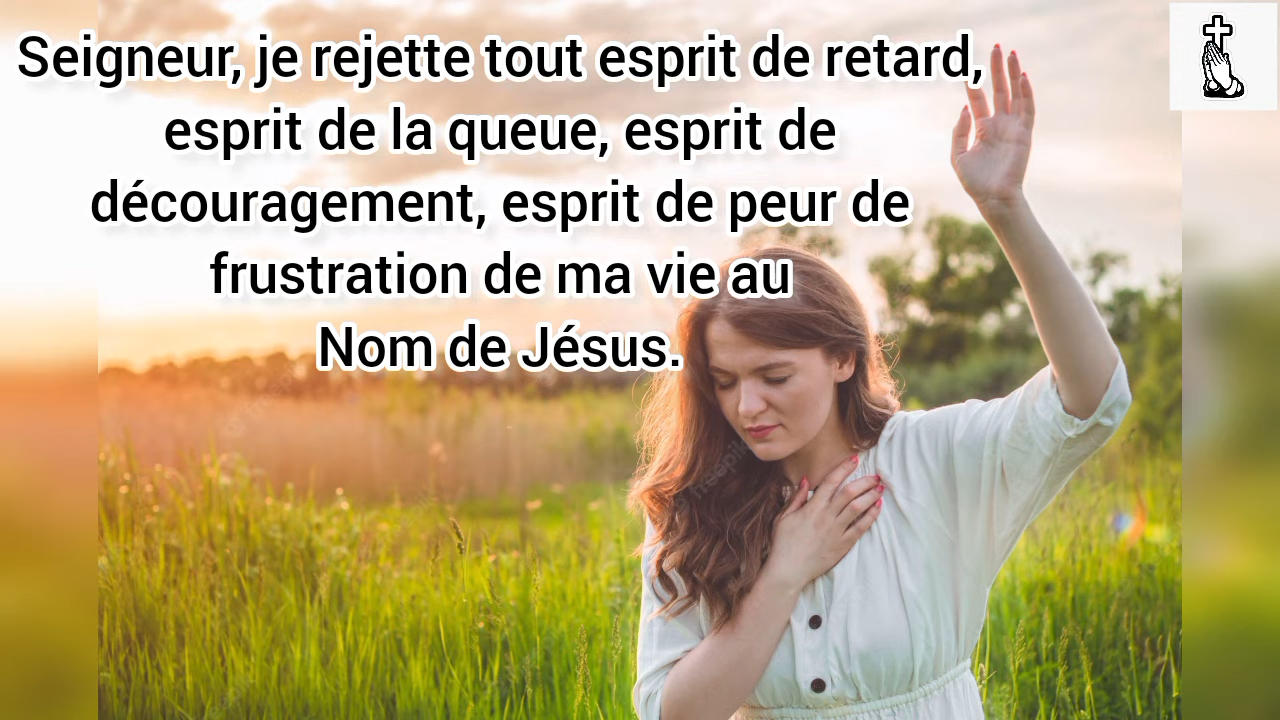 Seigneur, je rejette tout esprit de retard,
esprit de la queue, esprit de
découragement, esprit de peur de
frustration de ma vie au
Nom de Jésus.